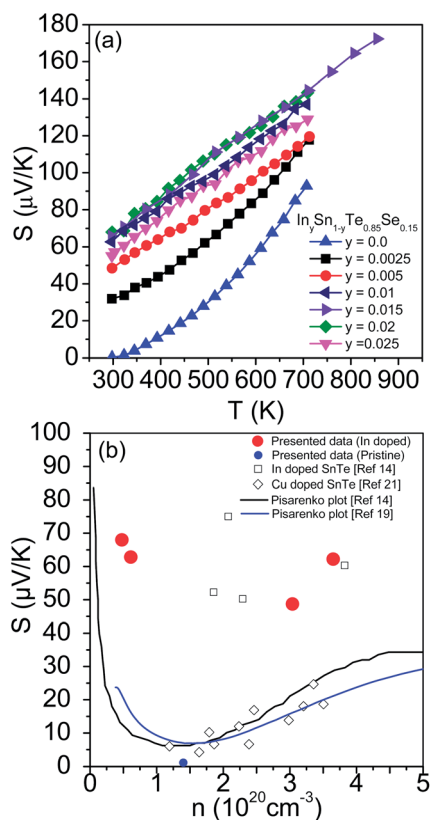 (a)
180
160
140
120
100
80
60
40
20
0
S (μV/K)
InySn1-yTe0.85Se0.15
y = 0.0
y = 0.0025
y = 0.005
y = 0.01
y = 0.015
y = 0.02
y =0.025
300 400 500 600 700 800 900
T (K)
(b)
100
90
80
70
60
50
40
30
20
10
0
S (μV/K)
Presented data (In doped)
Presented data (Pristine)
In doped SnTe [Ref 14]
Cu doped SnTe [Ref 21]
Pisarenko plot [Ref 14]
Pisarenko plot [Ref 19]
0 1 2 3 4 5
n (10²⁰cm⁻³)